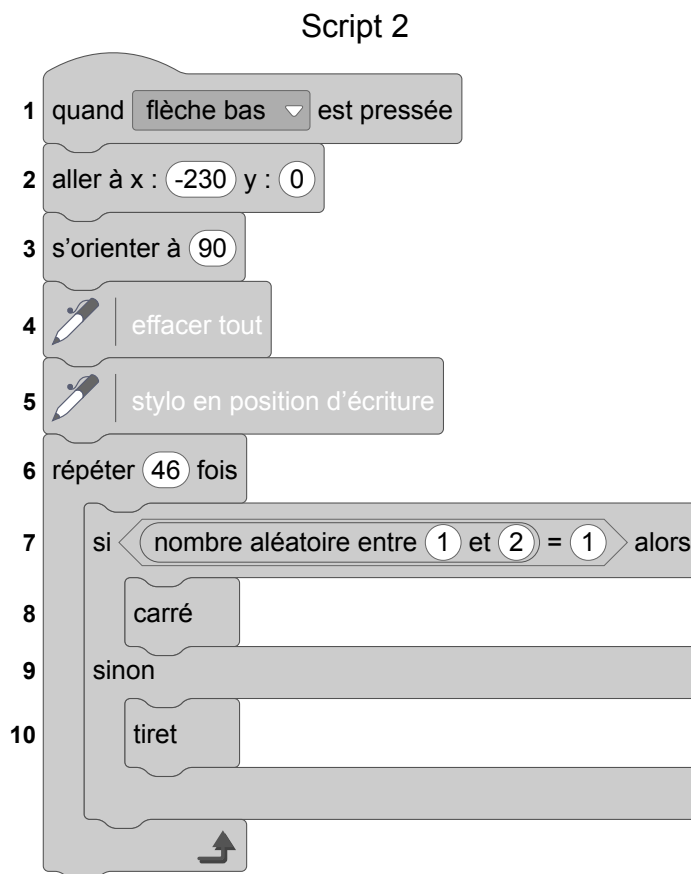 Script 2
1 quand flèche bas est pressée
2 aller à x : -230 y : 0
3 s’orienter à 90
4 effacer tout
5 stylo en position d’écriture
6 répéter 46 fois
7 si nombre aléatoire entre 1 et 2 = 1 alors
8 carré
9 sinon
10 tiret